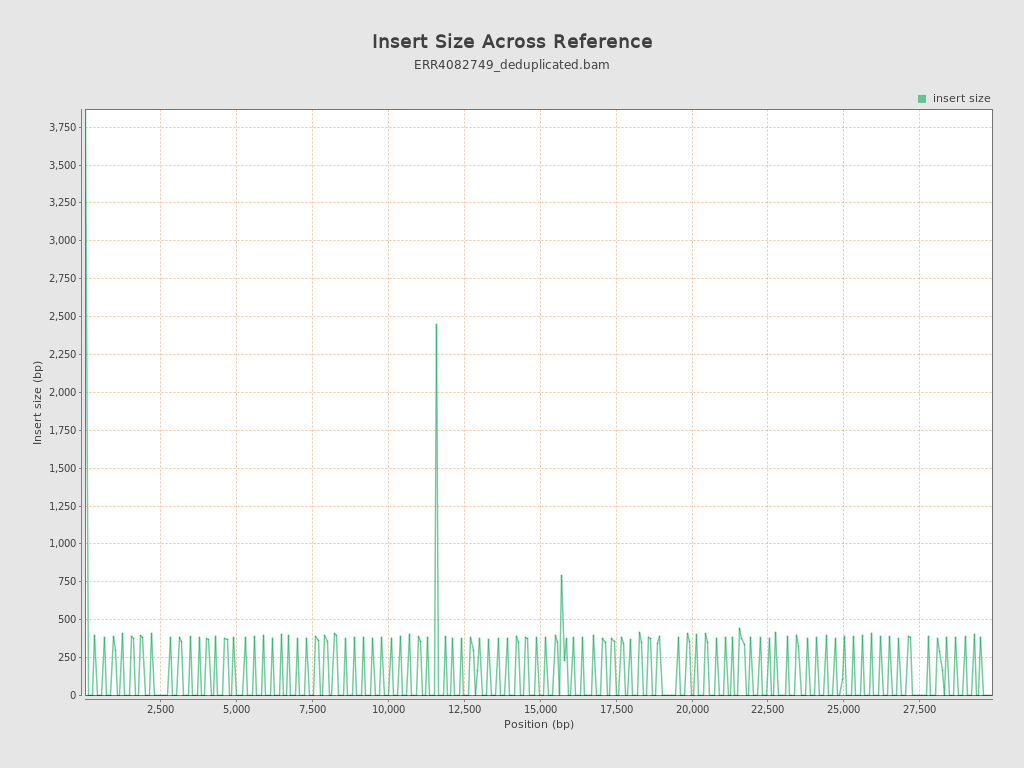 Insert Size Across Reference
ERR4082749_deduplicated.bam
insert size
3,750
3,500
3,250
3,000
2,750
2,500
2,250
2,000
1,750
1,500
1,250
1,000
750
500
250
0
Insert size (bp)
2,500 5,000 7,500 10,000 12,500 15,000 17,500 20,000 22,500 25,000 27,500
Position (bp)